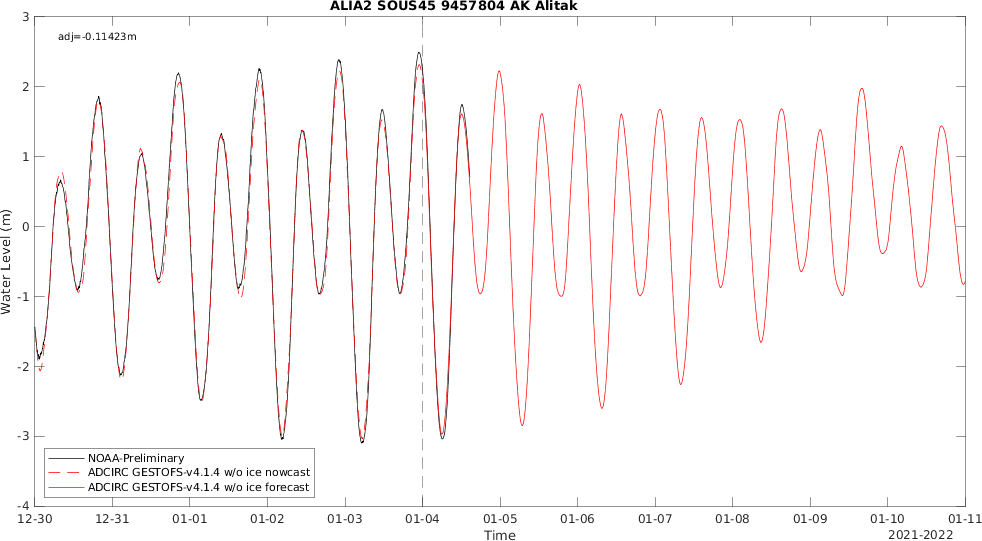 ALIA2 SOUS45 9457804 AK Alitak
adj=-0.11423m
3
2
1
0
-1
-2
-3
-4
Water Level (m)
NOAA-Preliminary
ADCIRC GESTOFS-v4.1.4 w/o ice nowcast
ADCIRC GESTOFS-v4.1.4 w/o ice forecast
12-30 12-31 01-01 01-02 01-03 01-04 01-05 01-06 01-07 01-08 01-09 01-10 01-11
Time
2021-2022